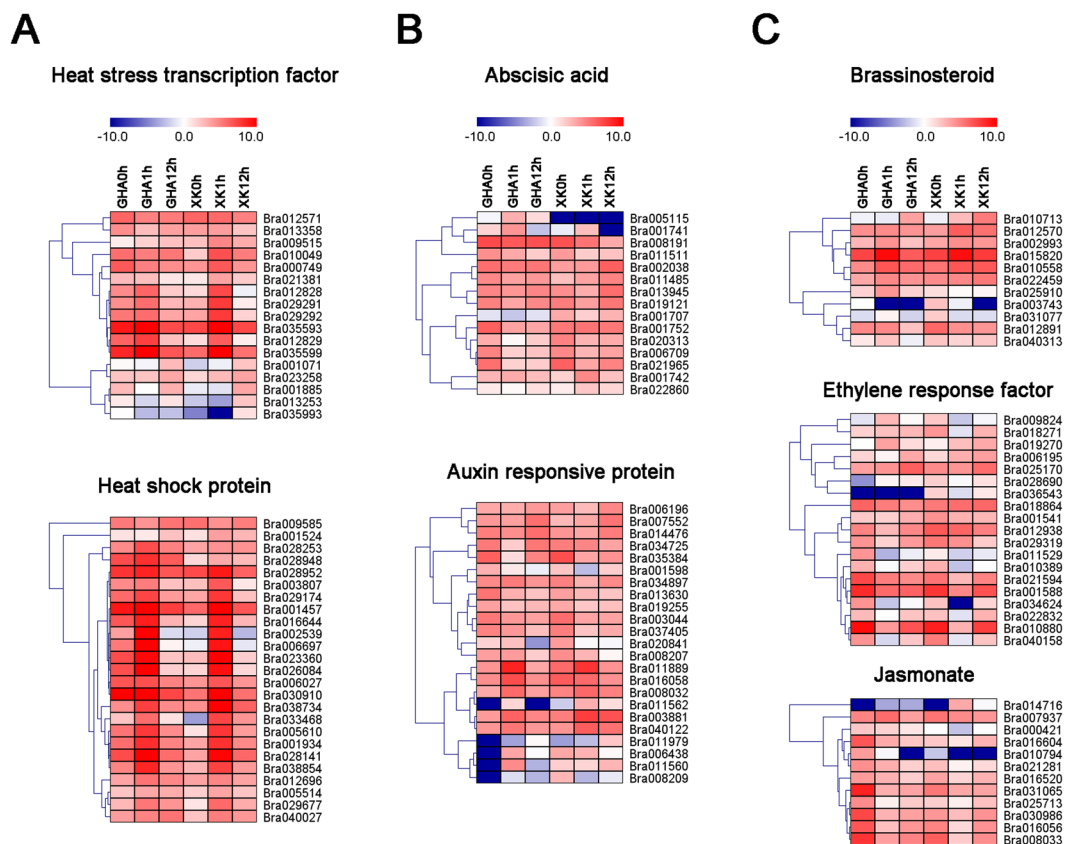 A
B
C
Heat stress transcription factor
-10.0 0.0 10.0
GHA0h GHA1h GHA12h XK0h XK1h XK12h
Bra012571
Bra013358
Bra009515
Bra010049
Bra000749
Bra021381
Bra012828
Bra029291
Bra029292
Bra035593
Bra012829
Bra035599
Bra001071
Bra023258
Bra001885
Bra013253
Bra035993
Heat shock protein
Bra009585
Bra001524
Bra028253
Bra028948
Bra028952
Bra003807
Bra029174
Bra001457
Bra016644
Bra002539
Bra006697
Bra023360
Bra026084
Bra006027
Bra030910
Bra038734
Bra033468
Bra005610
Bra001934
Bra028141
Bra038854
Bra012696
Bra005514
Bra029677
Bra040027
Abscisic acid
-10.0 0.0 10.0
GHA0h GHA1h GHA12h XK0h XK1h XK12h
Bra005115
Bra001741
Bra008191
Bra011511
Bra002038
Bra011485
Bra013945
Bra019121
Bra001707
Bra001752
Bra020313
Bra006709
Bra021965
Bra001742
Bra022860
Auxin responsive protein
Bra006196
Bra007552
Bra014476
Bra034725
Bra035384
Bra001598
Bra034897
Bra013630
Bra019255
Bra003044
Bra037405
Bra020841
Bra008207
Bra011889
Bra016058
Bra008032
Bra011562
Bra003881
Bra040122
Bra011979
Bra006438
Bra011560
Bra008209
Brassinosteroid
-10.0 0.0 10.0
GHA0h GHA1h GHA12h XK0h XK1h XK12h
Bra010713
Bra012570
Bra002993
Bra015820
Bra010558
Bra022459
Bra025910
Bra003743
Bra031077
Bra012891
Bra040313
Ethylene response factor
Bra009824
Bra018271
Bra019270
Bra006195
Bra025170
Bra028690
Bra036543
Bra018864
Bra001541
Bra012938
Bra029319
Bra011529
Bra010389
Bra021594
Bra001588
Bra034624
Bra022832
Bra010880
Bra040158
Jasmonate
Bra014716
Bra007937
Bra000421
Bra016604
Bra010794
Bra021281
Bra016520
Bra031065
Bra025713
Bra030986
Bra016056
Bra008033